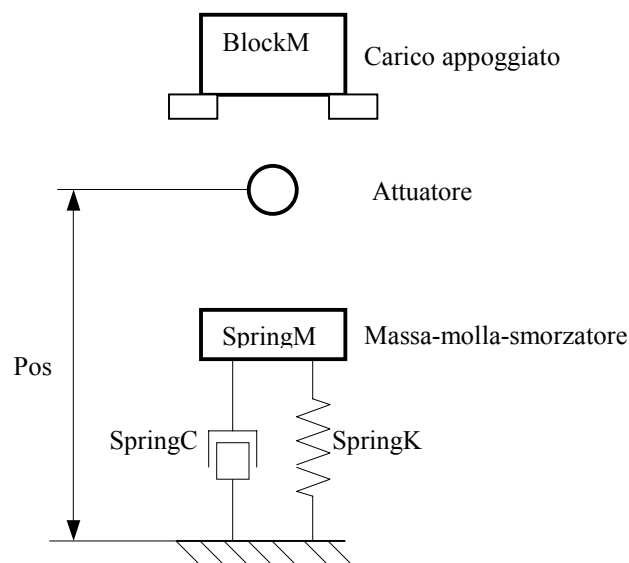 BlockM
Carico appoggiato
Attuatore
SpringM
Massa-molla-smorzatore
Pos
SpringC
SpringK